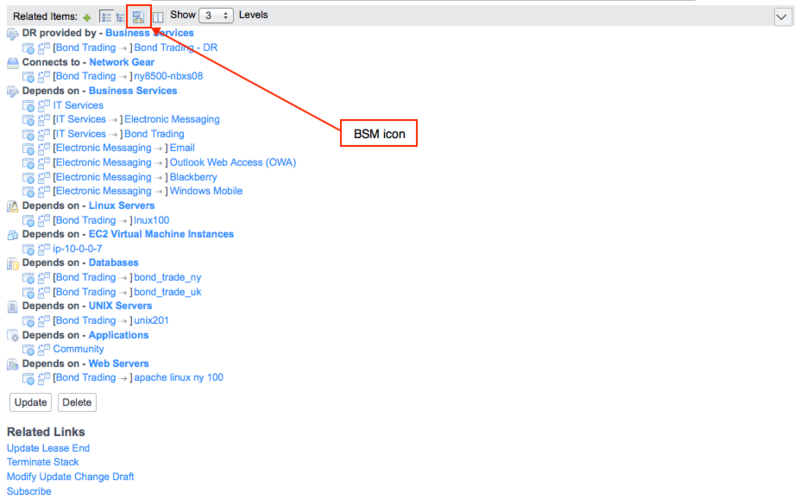 Related Items: Show 3 Levels
DR provided by - Business Services
[Bond Trading → ] Bond Trading - DR
Connects to - Network Gear
[Bond Trading → ] ny8500-nbxs08
Depends on - Business Services
IT Services
[IT Services → ] Electronic Messaging
[IT Services → ] Bond Trading
BSM icon
[Electronic Messaging → ] Email
[Electronic Messaging → ] Outlook Web Access (OWA)
[Electronic Messaging → ] Blackberry
[Electronic Messaging → ] Windows Mobile
Depends on - Linux Servers
[Bond Trading → ] lnux100
Depends on - EC2 Virtual Machine Instances
ip-10-0-0-7
Depends on - Databases
[Bond Trading → ] bond_trade_ny
[Bond Trading → ] bond_trade_uk
Depends on - UNIX Servers
[Bond Trading → ] unix201
Depends on - Applications
Community
Depends on - Web Servers
[Bond Trading → ] apache linux ny 100
Update Delete
Related Links
Update Lease End
Terminate Stack
Modify Update Change Draft
Subscribe